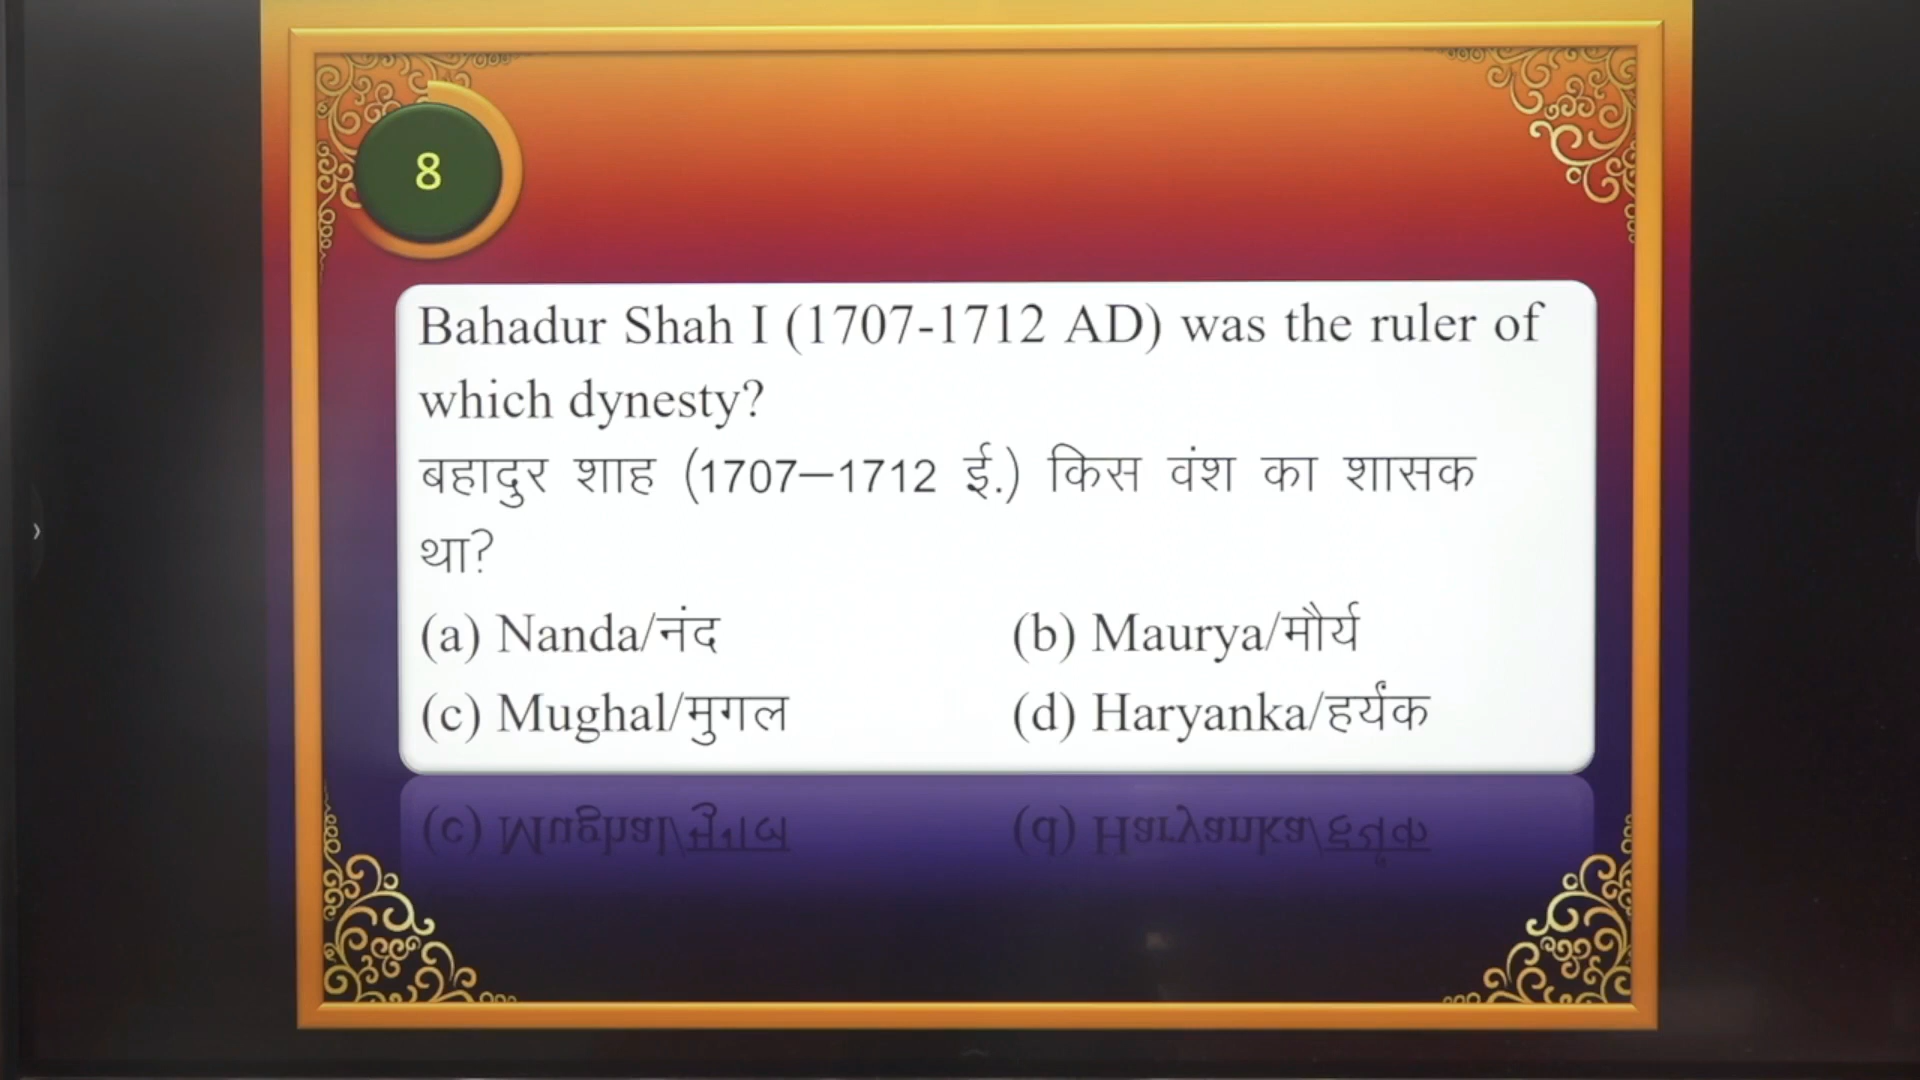 8
Bahadur Shah I (1707-1712 AD) was the ruler of
which dynesty?
बहादुर शाह (1707–1712 ई.) किस वंश का शासक
था?
(a) Nanda/नंद (b) Maurya/मौर्य
(c) Mughal/मुगल (d) Haryanka/हर्यंक